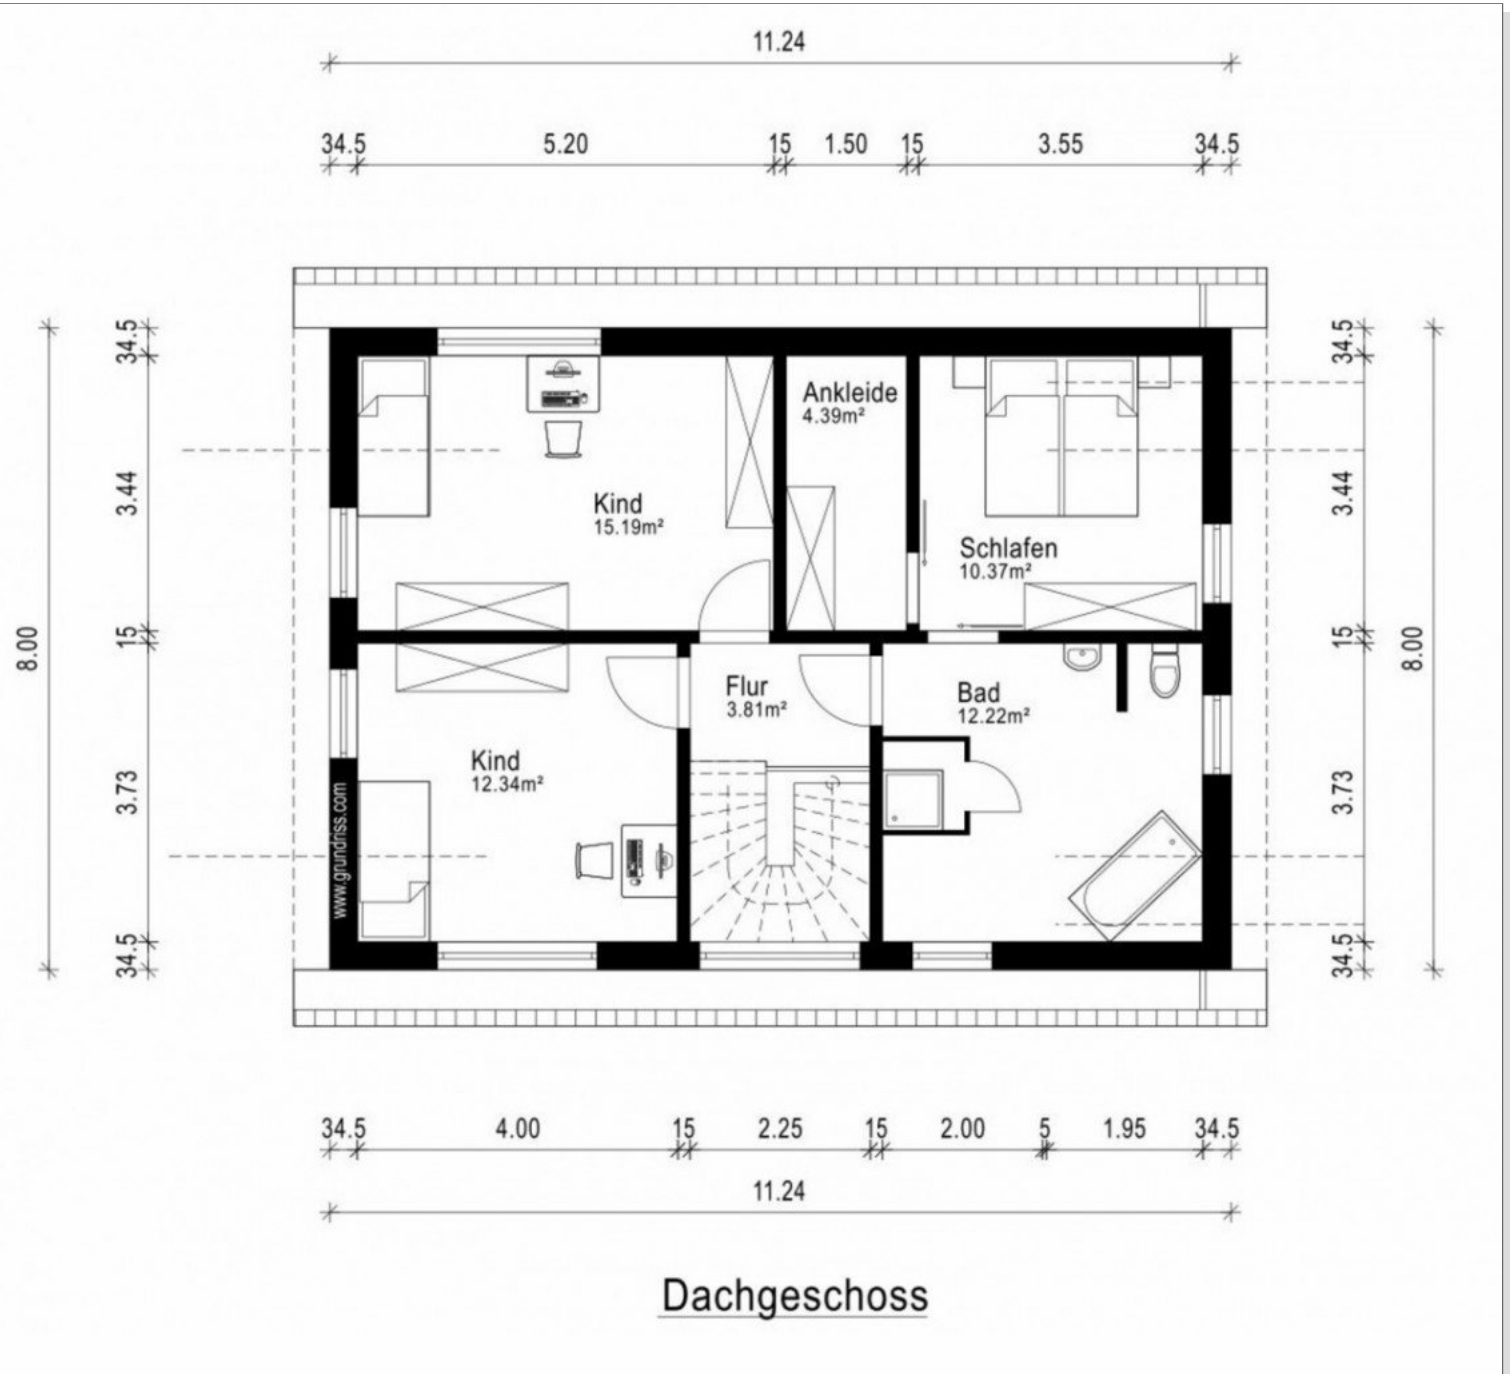 11.24
34.5 5.20 15 1.50 15 3.55 34.5
34.5
34.5
Ankleide
4.39m²
3.44
3.44
Kind
15.19m²
Schlafen
10.37m²
8.00
15
15
8.00
Flur
3.81m²
Bad
12.22m²
Kind
12.34m²
3.73
3.73
www.grundriss.com
34.5
34.5
34.5 4.00 15 2.25 15 2.00 5 1.95 34.5
11.24
Dachgeschoss